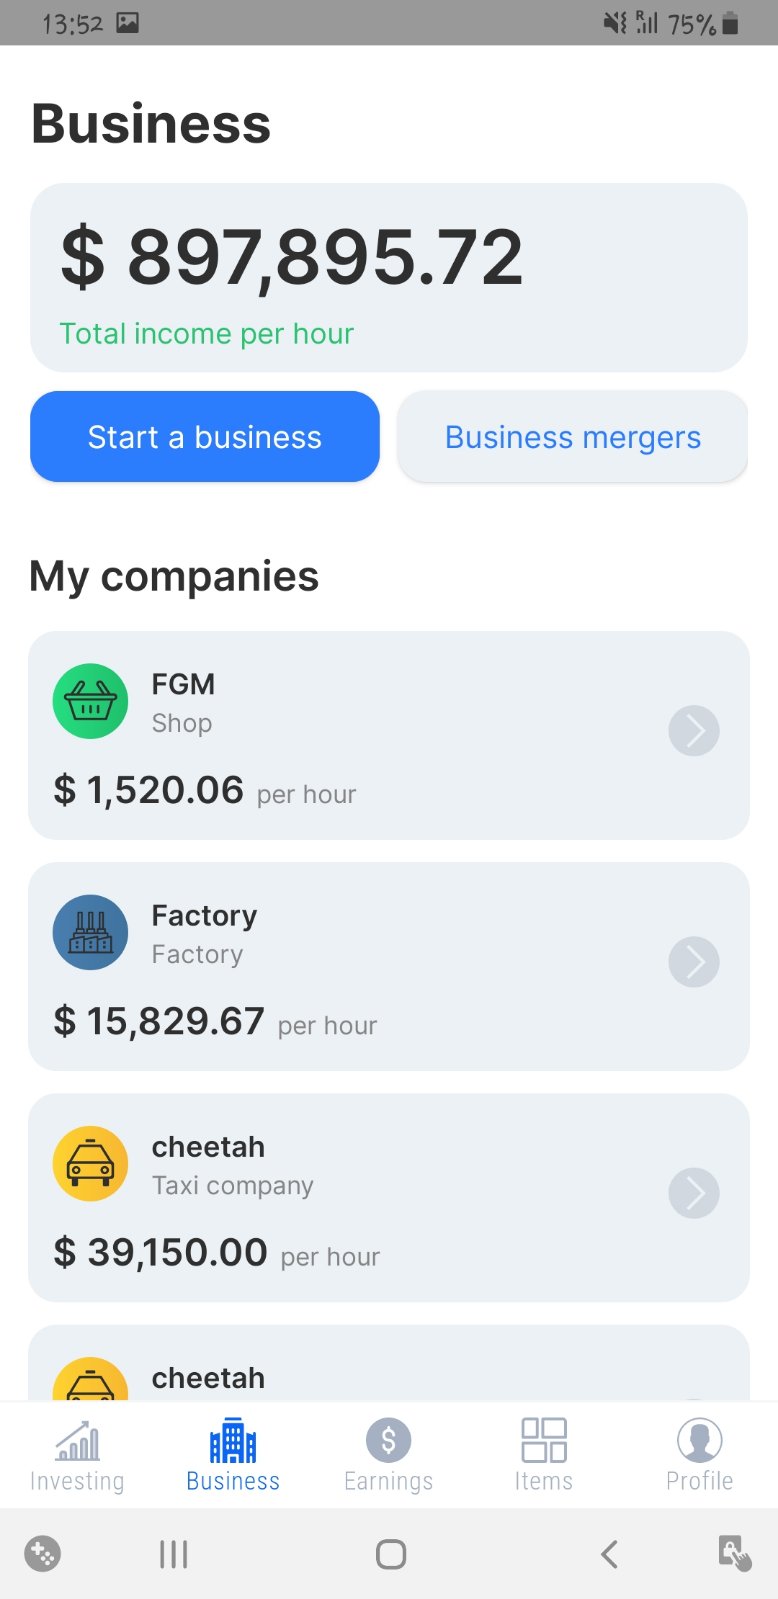 13:52 75%
Business
$ 897,895.72
Total income per hour
Start a business
Business mergers
My companies
FGM
Shop
$ 1,520.06 per hour
Factory
Factory
$ 15,829.67 per hour
cheetah
Taxi company
$ 39,150.00 per hour
cheetah
Investing Business Earnings Items Profile